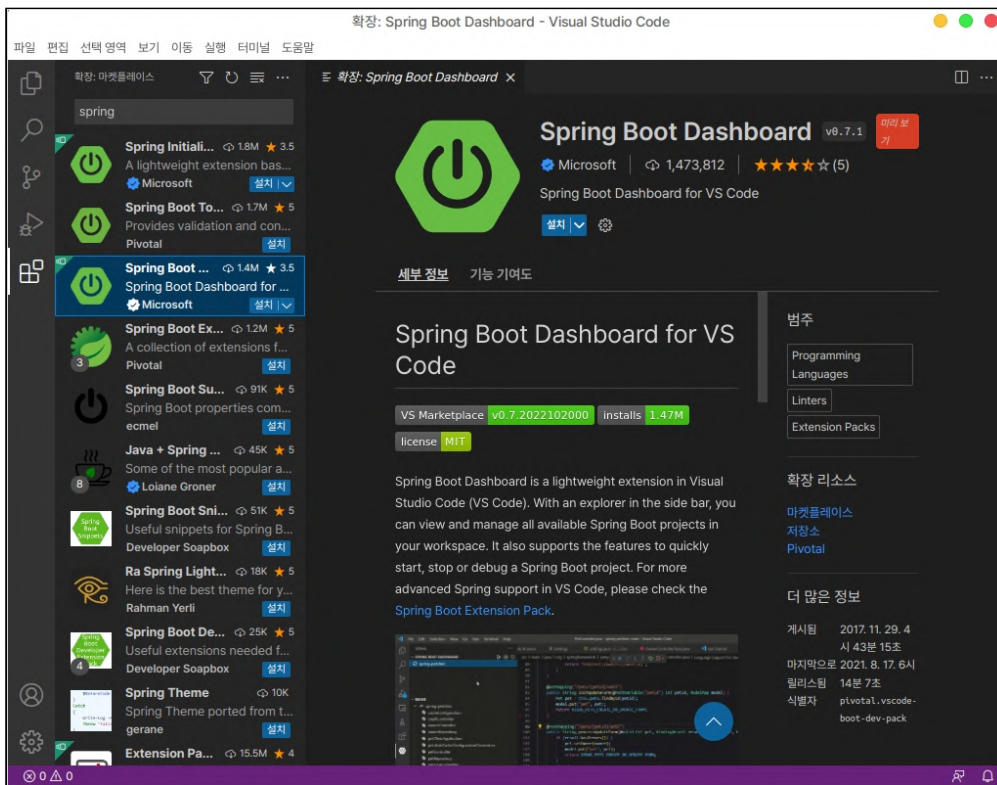 확장: Spring Boot Dashboard - Visual Studio Code
파일 편집 선택 영역 보기 이동 실행 터미널 도움말
확장: 마켓플레이스
spring
Spring Initiali... 1.8M ★ 3.5
A lightweight extension bas...
Microsoft 설치
Spring Boot To... 1.7M ★ 5
Provides validation and con...
Pivotal 설치
Spring Boot ... 1.4M ★ 3.5
Spring Boot Dashboard for ...
Microsoft 설치
Spring Boot Ex... 1.2M ★ 5
A collection of extensions f...
3
Pivotal 설치
Spring Boot Su... 91K ★ 5
Spring Boot properties com...
ecmel 설치
Java + Spring ... 45K ★ 5
Some of the most popular a...
8
Loiane Groner 설치
Spring Boot Sni... 51K ★ 5
Useful snippets for Spring B...
Spring
Boot
Snippets
Developer Soapbox 설치
Ra Spring Light... 18K ★ 5
Here is the best theme for y...
Rahman Yerli 설치
Spring Boot De... 25K ★ 5
Useful extensions needed f...
Spring
Boot
Developer
Extension
4
Developer Soapbox 설치
Spring Theme 10K
Spring Theme ported from t...
gerane 설치
Extension Pa... 15.5M ★ 4
확장: Spring Boot Dashboard
Spring Boot Dashboard v0.7.1 미리 보
기
Microsoft 1,473,812 ★★★ (5)
Spring Boot Dashboard for VS Code
설치
세부 정보 기능 기여도
Spring Boot Dashboard for VS
Code
VS Marketplace v0.7.2022102000 installs 1.47M
license MIT
Spring Boot Dashboard is a lightweight extension in Visual
Studio Code (VS Code). With an explorer in the side bar, you
can view and manage all available Spring Boot projects in
your workspace. It also supports the features to quickly
start, stop or debug a Spring Boot project. For more
advanced Spring support in VS Code, please check the
Spring Boot Extension Pack.
범주
Programming
Languages
Linters
Extension Packs
확장 리소스
마켓플레이스
저장소
Pivotal
더 많은 정보
게시됨 2017. 11. 29. 4
시 43분 15초
마지막으로 2021. 8. 17. 6시
릴리스됨 14분 7초
식별자 pivotal.vscode-
boot-dev-pack
0 0